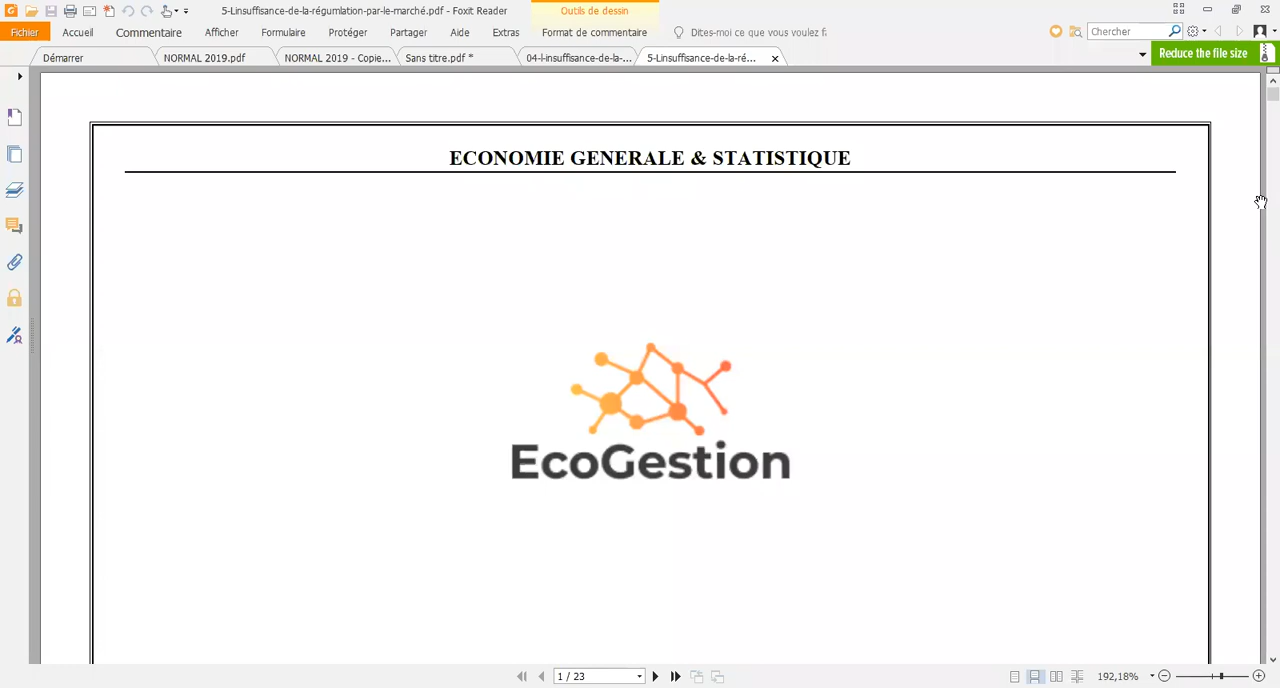 5-Linsuffisance-de-la-régumlation-par-le-marché.pdf - Foxit Reader
Outils de dessin
Fichier
Accueil
Commentaire
Afficher
Formulaire
Protéger
Partager
Aide
Extras
Format de commentaire
Dites-moi ce que vous voulez fa
Chercher
Démarrer
NORMAL 2019.pdf
NORMAL 2019 - Copie...
Sans titre.pdf *
04-l-insuffisance-de-la-...
5-Linsuffisance-de-la-ré...
Reduce the file size
ECONOMIE GENERALE & STATISTIQUE
EcoGestion
1 / 23
192,18%